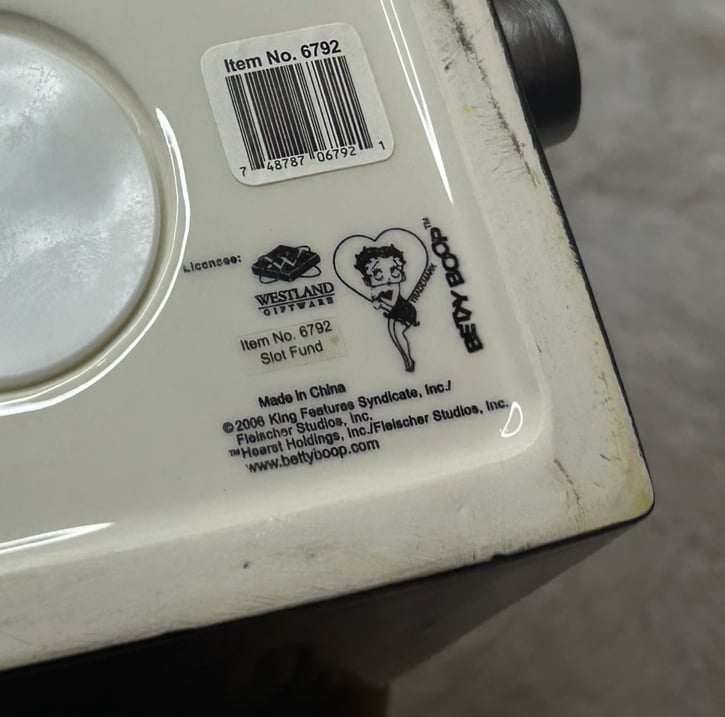 Item No. 6792
7 48787 06792 1
Licensee:
WESTLAND
GIFTWARE
BETTY BOOP™
TRADEMARK
Item No. 6792
Slot Fund
Made in China
©2006 King Features Syndicate, Inc./
Fleischer Studios, Inc.
™Hearst Holdings, Inc./Fleischer Studios, Inc.
www.bettyboop.com